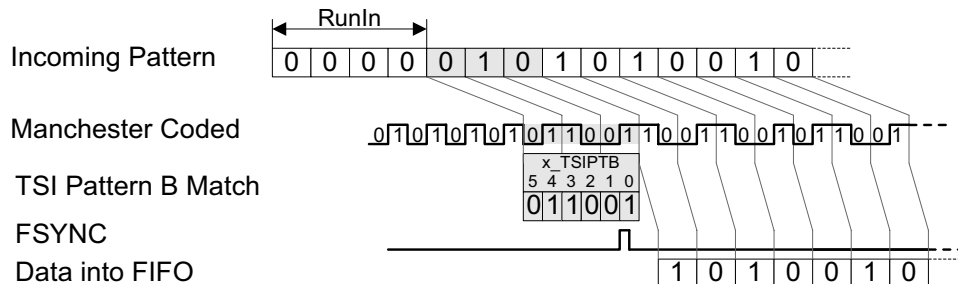 RunIn
Incoming Pattern 0 0 0 0 0 1 0 1 0 1 0 0 1 0
Manchester Coded 0 1 0 1 0 1 0 1 0 1 1 0 0 1 1 0 0 1 1 0 0 1 0 1 1 0 0 1
x_TSIPTB
TSI Pattern B Match 5 4 3 2 1 0
0 1 1 0 0 1
FSYNC
Data into FIFO 1 0 1 0 0 1 0